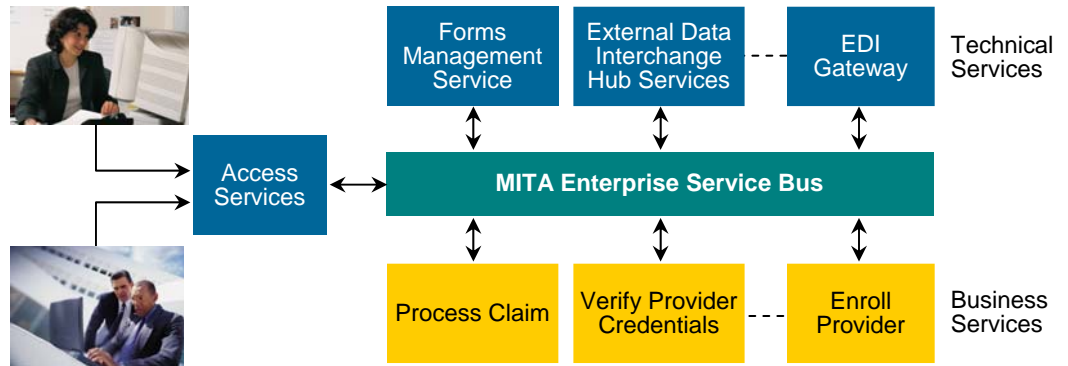 Forms
Management
Service
External Data
Interchange
Hub Services
EDI
Gateway
Technical
Services
Access
Services
MITA Enterprise Service Bus
Process Claim
Verify Provider
Credentials
Enroll
Provider
Business
Services